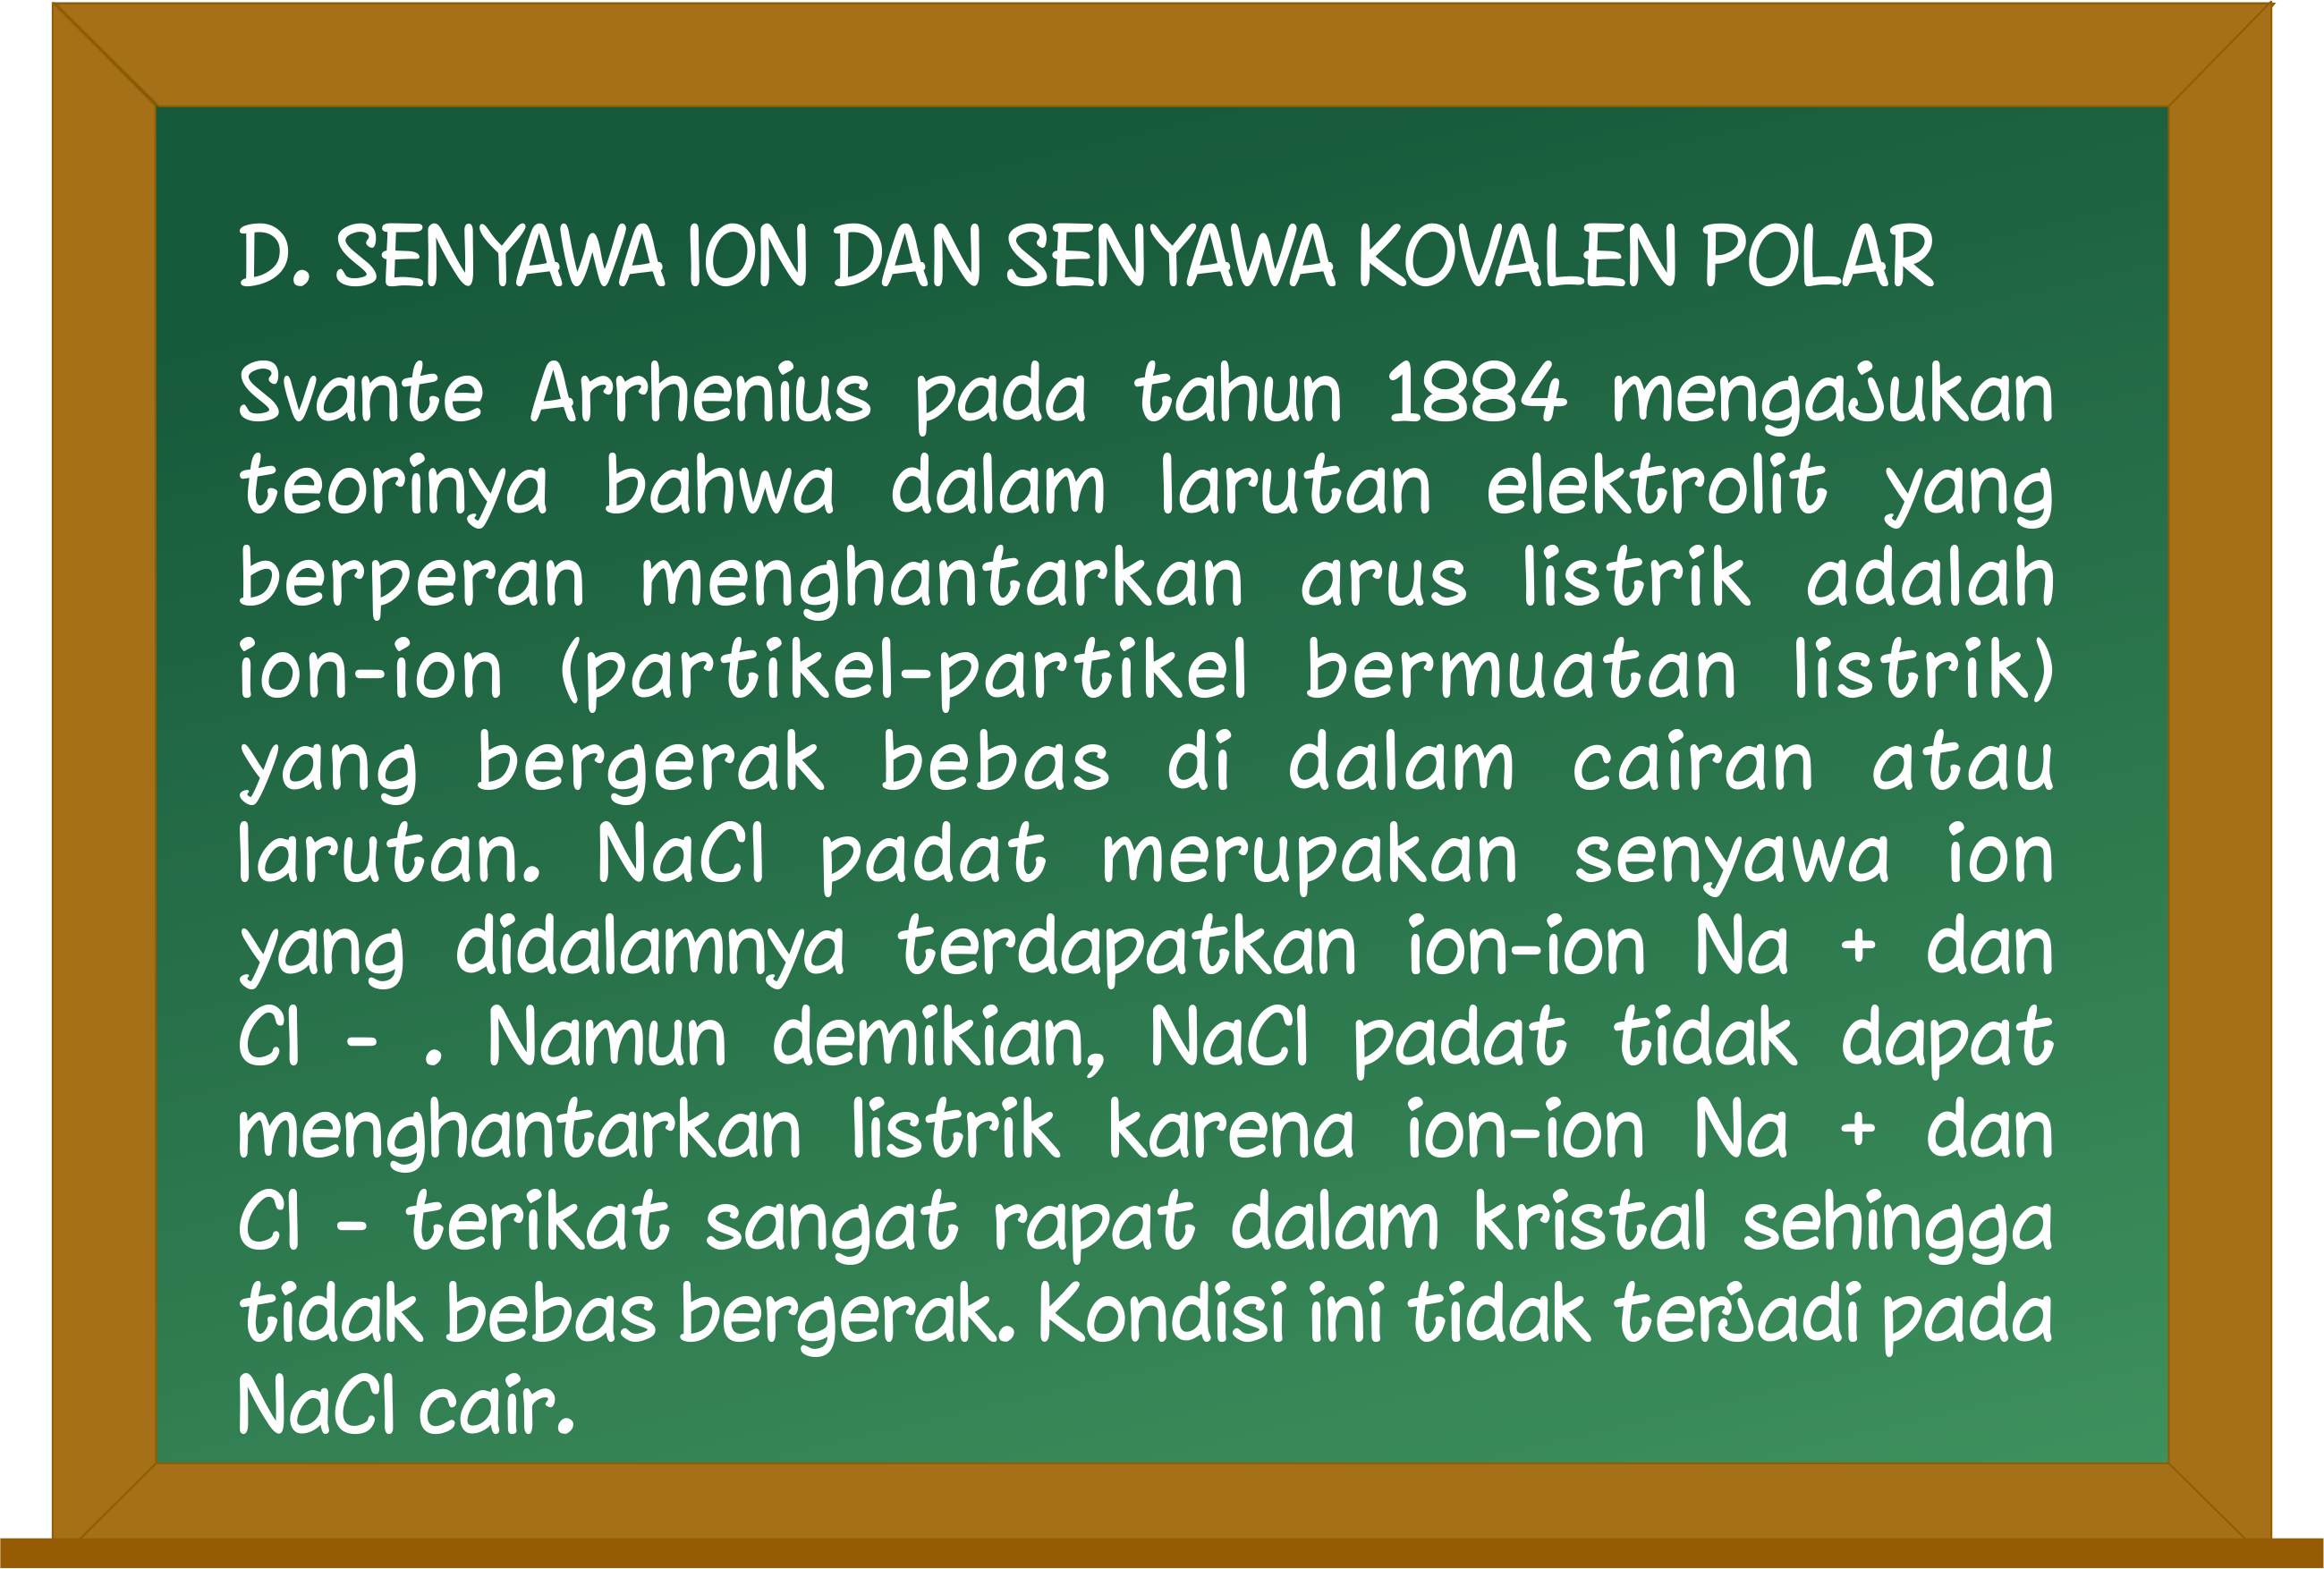 D. SENYAWA ION DAN SENYAWA KOVALEN POLAR
Svante Arrhenius pada tahun 1884 mengajukan
teorinya bahwa dalam larutan elektrolit yang
berperan menghantarkan arus listrik adalah
ion-ion (partikel-partikel bermuatan listrik)
yang bergerak bebas di dalam cairan atau
larutan. NaCl padat merupakan senyawa ion
yang didalamnya terdapatkan ion-ion Na + dan
Cl - . Namun demikian, NaCl padat tidak dapat
menghantarkan listrik karena ion-ion Na + dan
Cl - terikat sangat rapat dalam kristal sehingga
tidak bebas bergerak. Kondisi ini tidak terjadi pada
NaCl cair.